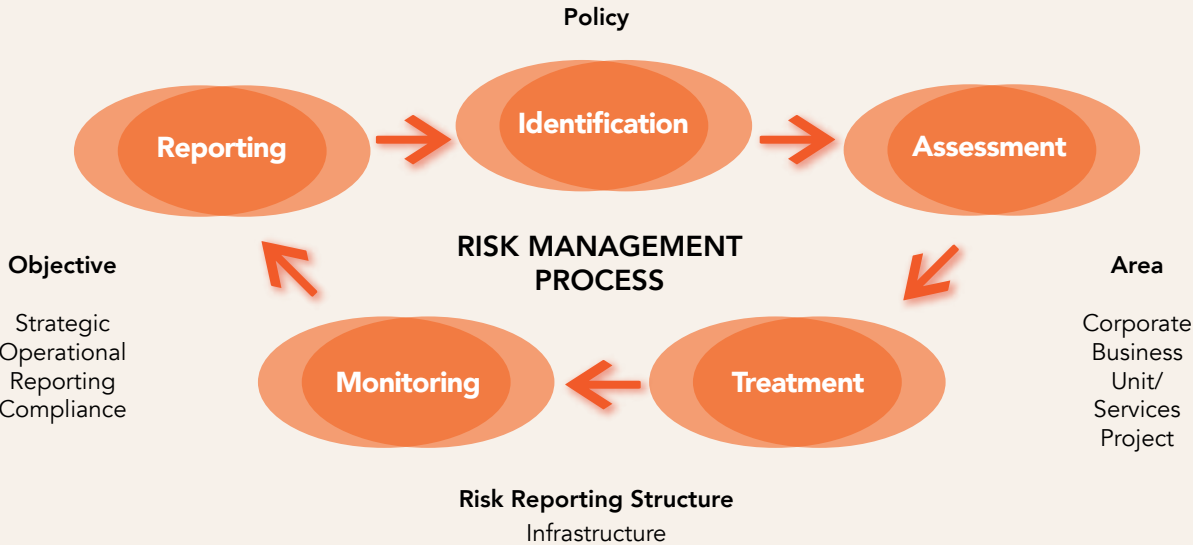 Policy
Reporting
Identification
Assessment
RISK MANAGEMENT
PROCESS
Objective
Strategic
Operational
Reporting
Compliance
Area
Corporate
Business
Unit/
Services
Project
Monitoring
Treatment
Risk Reporting Structure
Infrastructure